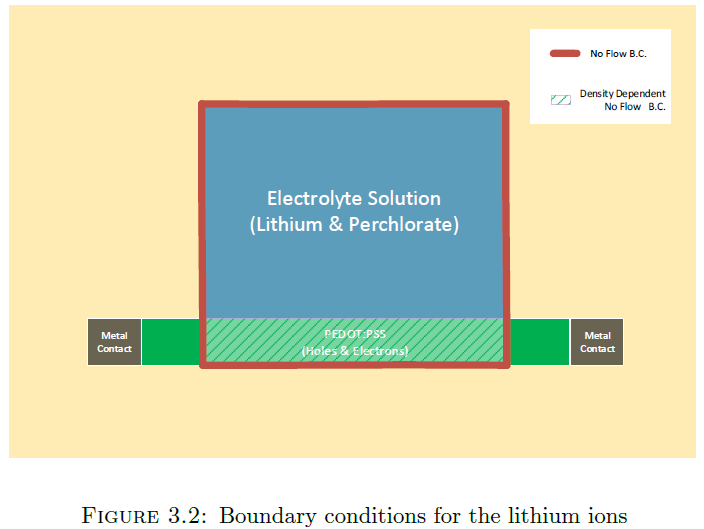 No Flow B.C.
Density Dependent
No Flow B.C.
Electrolyte Solution
(Lithium & Perchlorate)
PEDOT:PSS
(Holes & Electrons)
Metal
Contact
Metal
Contact
FIGURE 3.2: Boundary conditions for the lithium ions